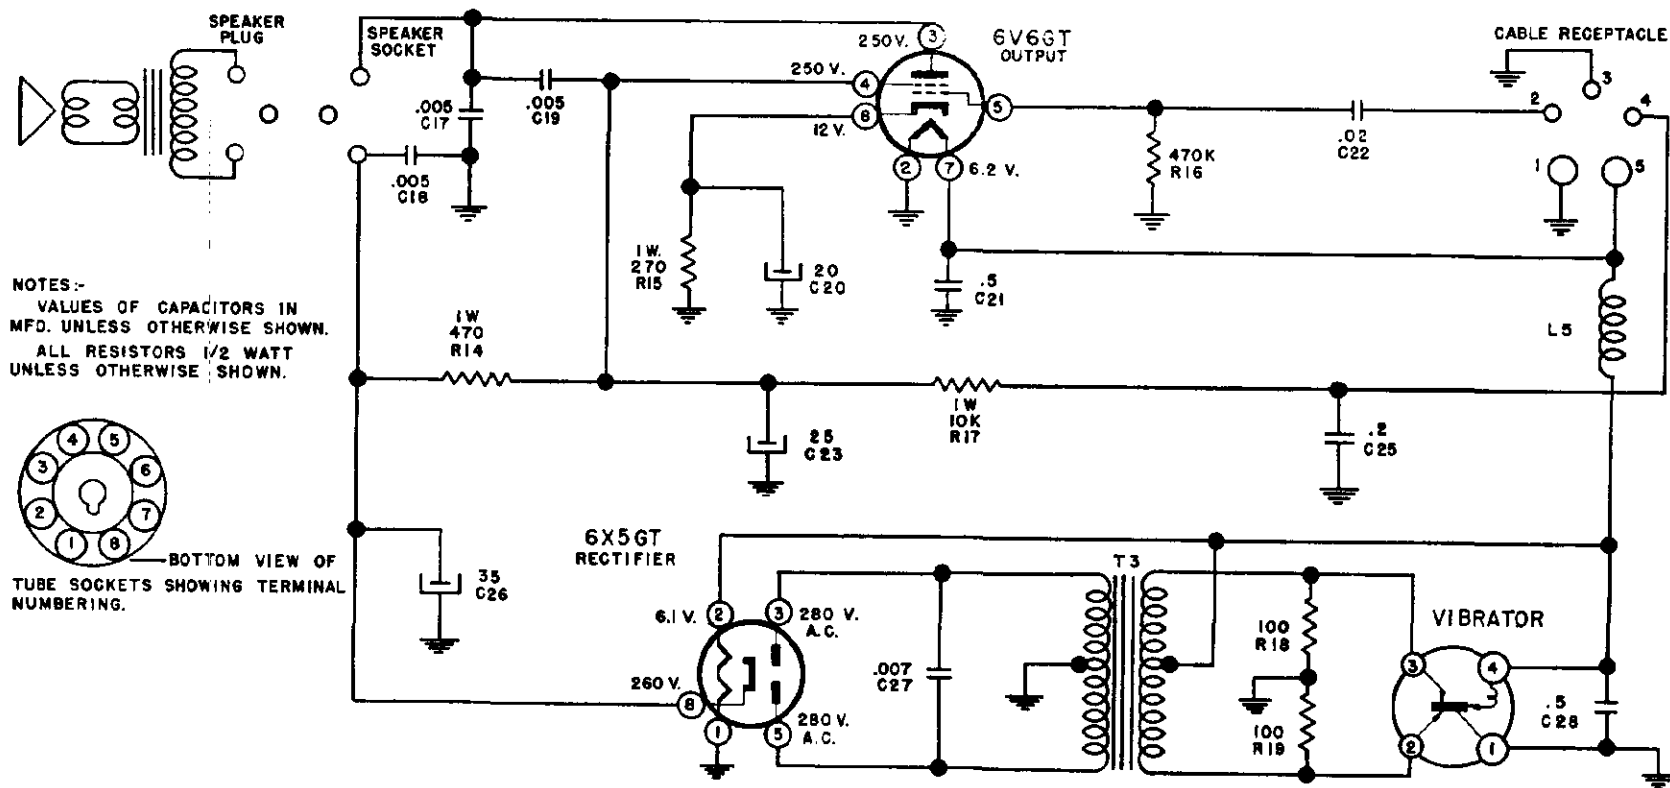 SPEAKER
PLUG
SPEAKER
SOCKET
.005
C17
.005
C19
.005
C18
250 V.
3
6V6GT
OUTPUT
250 V.
4
8
12 V.
5
2
7
6.2 V.
470K
R16
.02
C22
CABLE RECEPTACLE
2
3
4
1
5
1W.
270
R15
20
C20
.5
C21
L5
NOTES:-
VALUES OF CAPACITORS IN
MFD. UNLESS OTHERWISE SHOWN.
ALL RESISTORS 1/2 WATT
UNLESS OTHERWISE SHOWN.
1W
470
R14
25
C23
1W
10K
R17
.2
C25
4
5
3
6
2
7
1
8
BOTTOM VIEW OF
TUBE SOCKETS SHOWING TERMINAL
NUMBERING.
35
C26
6X5GT
RECTIFIER
6.1 V.
2
3
280 V.
A.C.
260 V.
8
1
5
280 V.
A.C.
.007
C27
T3
100
R18
100
R19
VIBRATOR
3
4
2
1
.5
C28